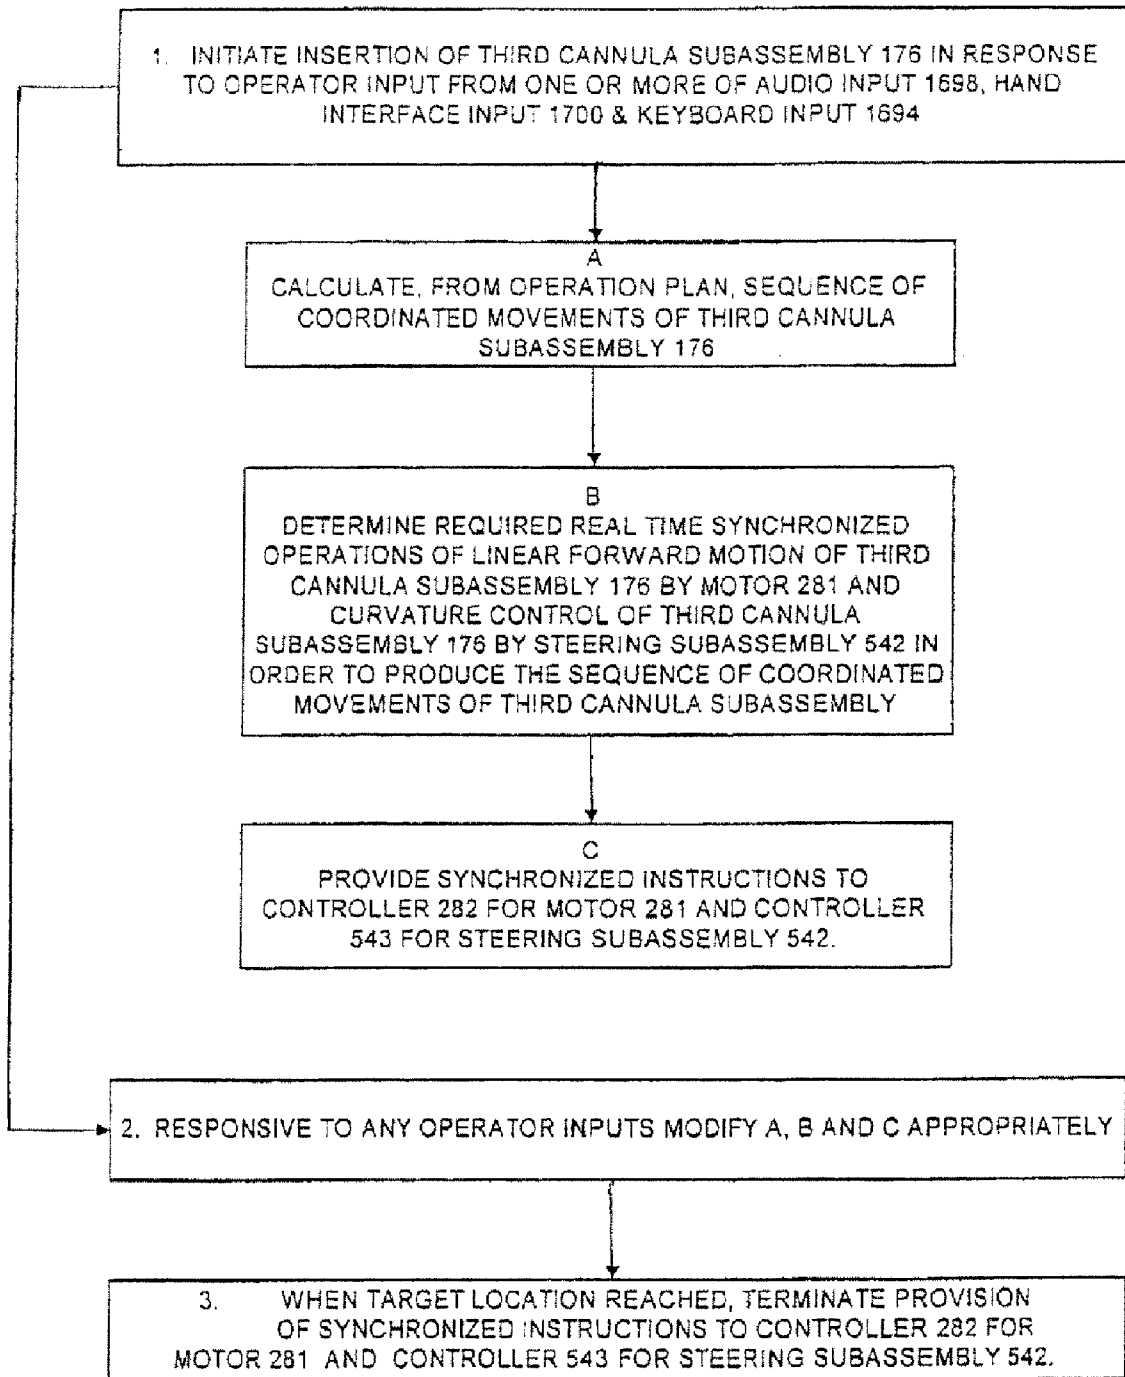 1. INITIATE INSERTION OF THIRD CANNULA SUBASSEMBLY 176 IN RESPONSE
TO OPERATOR INPUT FROM ONE OR MORE OF AUDIO INPUT 1698, HAND
INTERFACE INPUT 1700 & KEYBOARD INPUT 1694
A
CALCULATE, FROM OPERATION PLAN, SEQUENCE OF
COORDINATED MOVEMENTS OF THIRD CANNULA
SUBASSEMBLY 176
B
DETERMINE REQUIRED REAL TIME SYNCHRONIZED
OPERATIONS OF LINEAR FORWARD MOTION OF THIRD
CANNULA SUBASSEMBLY 176 BY MOTOR 281 AND
CURVATURE CONTROL OF THIRD CANNULA
SUBASSEMBLY 176 BY STEERING SUBASSEMBLY 542 IN
ORDER TO PRODUCE THE SEQUENCE OF COORDINATED
MOVEMENTS OF THIRD CANNULA SUBASSEMBLY
C
PROVIDE SYNCHRONIZED INSTRUCTIONS TO
CONTROLLER 282 FOR MOTOR 281 AND CONTROLLER
543 FOR STEERING SUBASSEMBLY 542.
2. RESPONSIVE TO ANY OPERATOR INPUTS MODIFY A, B AND C APPROPRIATELY
3. WHEN TARGET LOCATION REACHED, TERMINATE PROVISION
OF SYNCHRONIZED INSTRUCTIONS TO CONTROLLER 282 FOR
MOTOR 281 AND CONTROLLER 543 FOR STEERING SUBASSEMBLY 542.